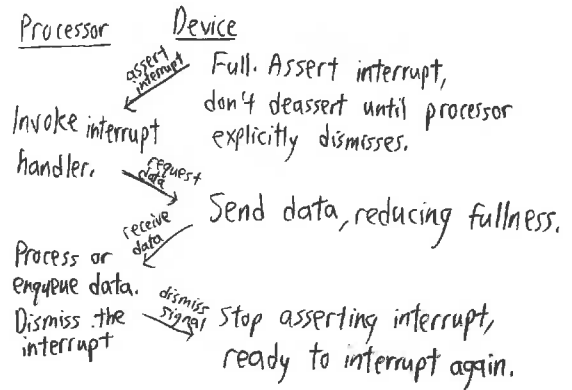 Processor
Device
assert
interrupt
Full. Assert interrupt,
don't deassert until processor
explicitly dismisses.
Invoke interrupt
handler.
request
data
Send data, reducing fullness.
receive
data
Process or
enqueue data.
Dismiss the
interrupt
dismiss
signal
Stop asserting interrupt,
ready to interrupt again.